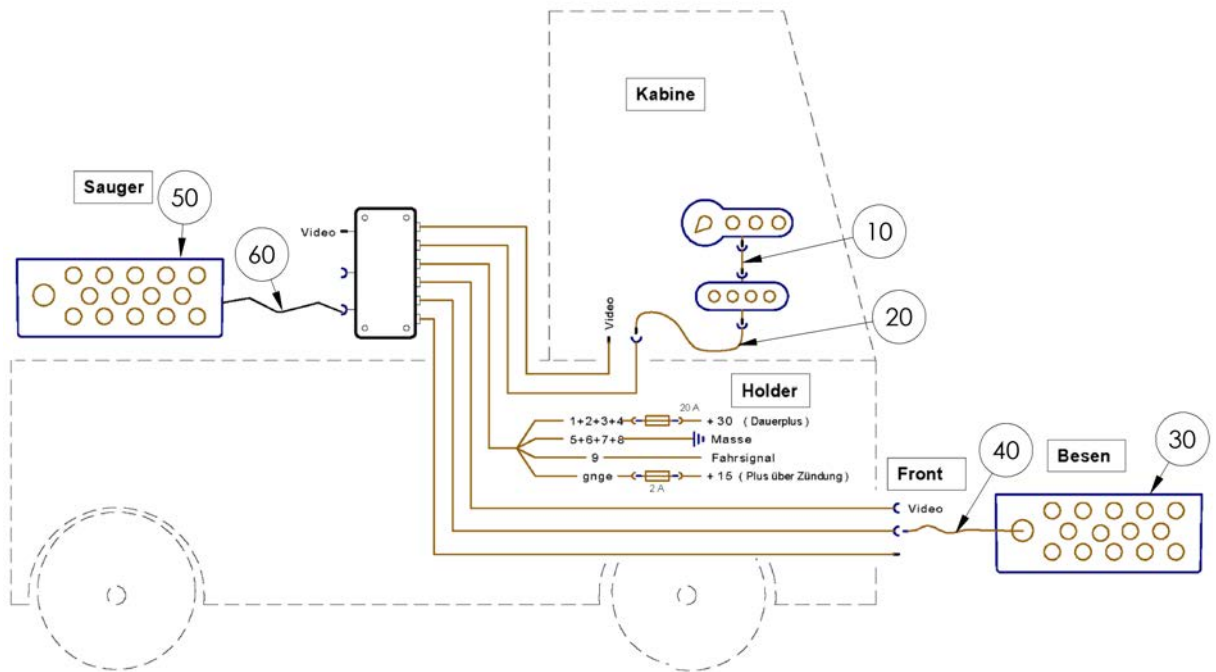 Kabine
Sauger
50
Video
60
10
Video
20
Holder
1+2+3+4
20 A
+ 30 ( Dauerplus)
5+6+7+8
Masse
9
Fahrsignal
gnge
2 A
+ 15 ( Plus über Zündung)
Front
40
Besen
30
Video